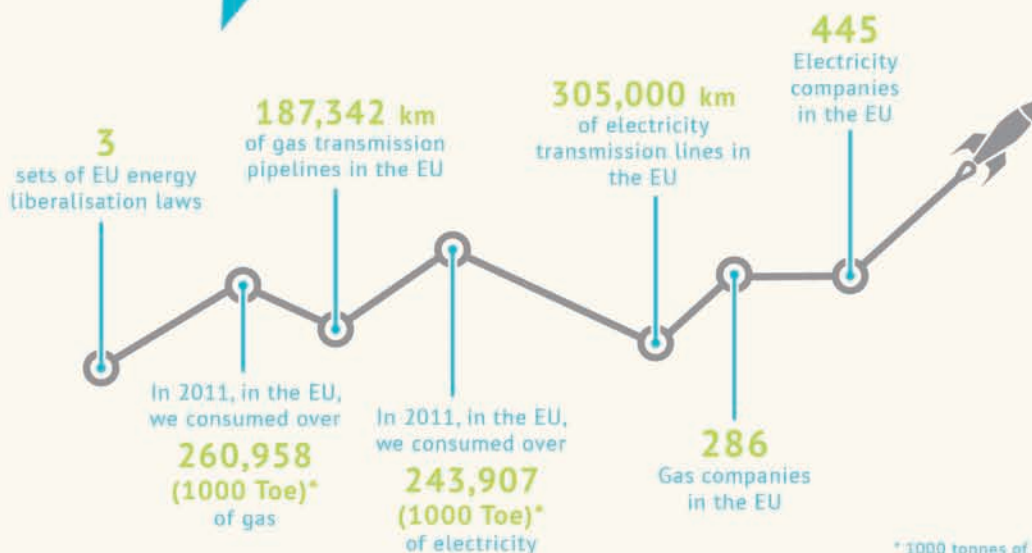 3
sets of EU energy
liberalisation laws
In 2011, in the EU,
we consumed over
260,958
(1000 Toe)*
of gas
187,342 km
of gas transmission
pipelines in the EU
In 2011, in the EU,
we consumed over
243,907
(1000 Toe)*
of electricity
305,000 km
of electricity
transmission lines in
the EU
286
Gas companies
in the EU
445
Electricity
companies
in the EU
* 1000 tonnes of